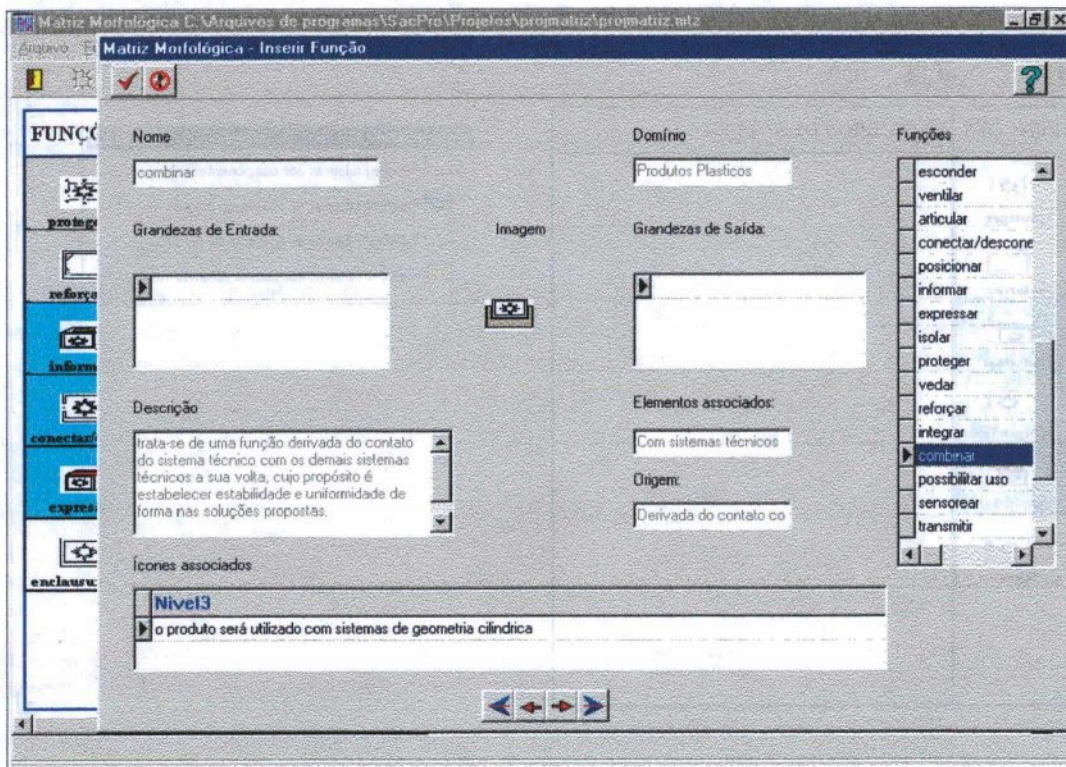 Matriz Morfológica C:\Arquivos de programas\SacPro\Projetos\projmatriz\projmatriz.mtz
Arquivo
Matriz Morfológica - Inserir Função
FUNÇÕ
proteg
reforça
inform
conectar/
expres
enclausu
Nome
combinar
Domínio
Produtos Plasticos
Funções
Grandezas de Entrada:
Imagem
Grandezas de Saída:
Descrição
trata-se de uma função derivada do contato
do sistema técnico com os demais sistemas
técnicos a sua volta, cujo propósito é
estabelecer estabilidade e uniformidade de
forma nas soluções propostas.
Elementos associados:
Com sistemas técnicos
Origem:
Derivada do contato co
esconder
ventilar
articular
conectar/descone
posicionar
informar
expressar
isolar
proteger
vedar
reforçar
integrar
combinar
possibilitar uso
sensorear
transmitir
Ícones associados
Nivel3
o produto será utilizado com sistemas de geometria cilindrica